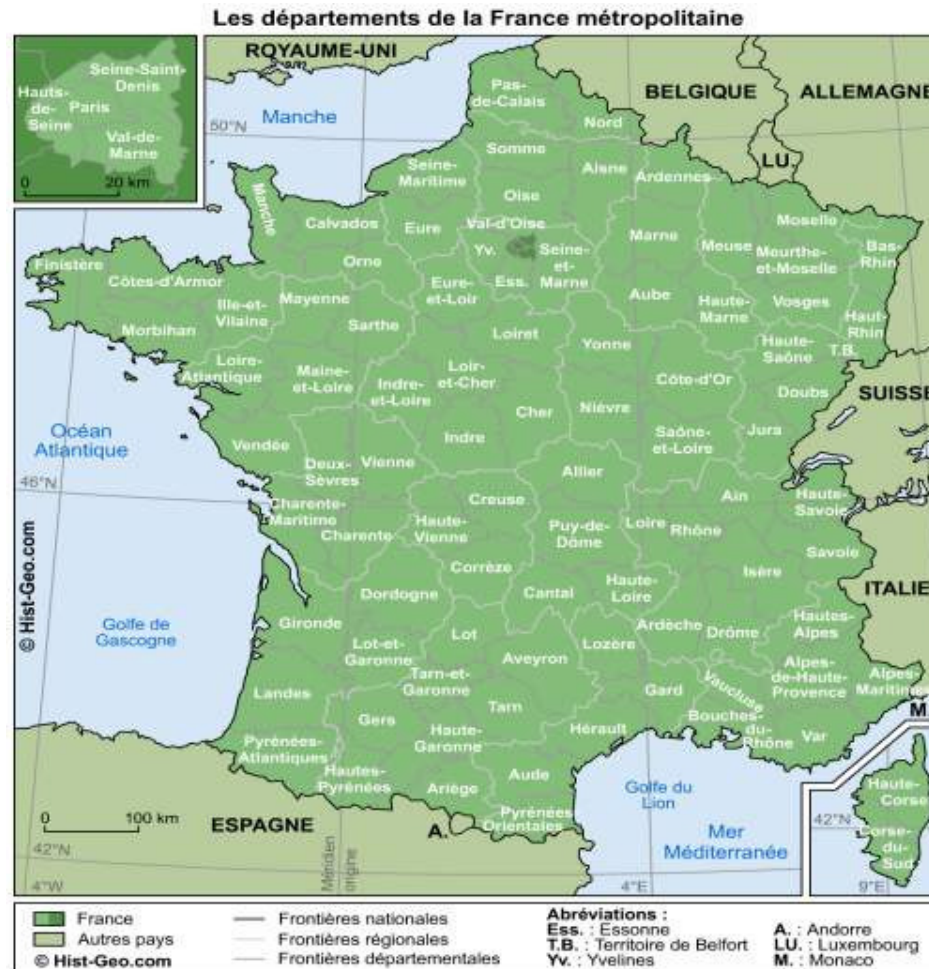 Les départements de la France métropolitaine
ROYAUME-UNI
BELGIQUE
ALLEMAGNE
LU.
Seine-Saint-
Denis
Hauts-
de-
Seine
Paris
Val-de-
Marne
0 20 km
Manche
50°N
Pas-
de-Calais
Nord
Somme
Aisne
Ardennes
Seine-
Maritime
Oise
Manche
Calvados
Eure
Val-d'Oise
Yv.
Ess.
Seine-
et-
Marne
Marne
Meuse
Moselle
Meurthe-
et-Moselle
Bas-
Rhin
Finistère
Côtes-d'Armor
Orne
Eure-
et-Loir
Aube
Haute-
Marne
Vosges
Haut-
Rhin
Ille-et-
Vilaine
Mayenne
Morbihan
Sarthe
Loiret
Yonne
Haute-
Saône
T.B.
Loire-
Atlantique
Maine-
et-Loire
Indre-
et-Loire
Loir-
et-Cher
Côte-d'Or
Doubs
SUISSE
Océan
Atlantique
Vendée
Deux-
Sèvres
Vienne
Indre
Cher
Nièvre
Saône-
et-Loire
Jura
46°N
Allier
Charente-
Maritime
Charente
Haute-
Vienne
Creuse
Puy-de-
Dôme
Loire
Rhône
Ain
Haute-
Savoie
Savoie
Isère
ITALIE
© Hist-Geo.com
Golfe de
Gascogne
Gironde
Dordogne
Corrèze
Cantal
Haute-
Loire
Ardèche
Drôme
Hautes-
Alpes
Lot-et-
Garonne
Lot
Aveyron
Lozère
Landes
Tarn-et-
Garonne
Tarn
Gard
Vaucluse
Alpes-
de-Haute-
Provence
Alpes-
Maritime
M.
Gers
Haute-
Garonne
Hérault
Bouches-
du-
Rhône
Var
Pyrénées-
Atlantiques
Hautes-
Pyrénées
Ariège
Aude
Pyrénées
Orientales
Golfe du
Lion
Mer
Méditerranée
Haute-
Corse
Corse-
du-
Sud
0 100 km
ESPAGNE
A.
42°N
42°N
4°W
Méridien
origine
4°E
9°E
France
Autres pays
© Hist-Geo.com
Frontières nationales
Frontières régionales
Frontières départementales
Abréviations :
Ess. : Essonne
T.B. : Territoire de Belfort
Yv. : Yvelines
A. : Andorre
LU. : Luxembourg
M. : Monaco